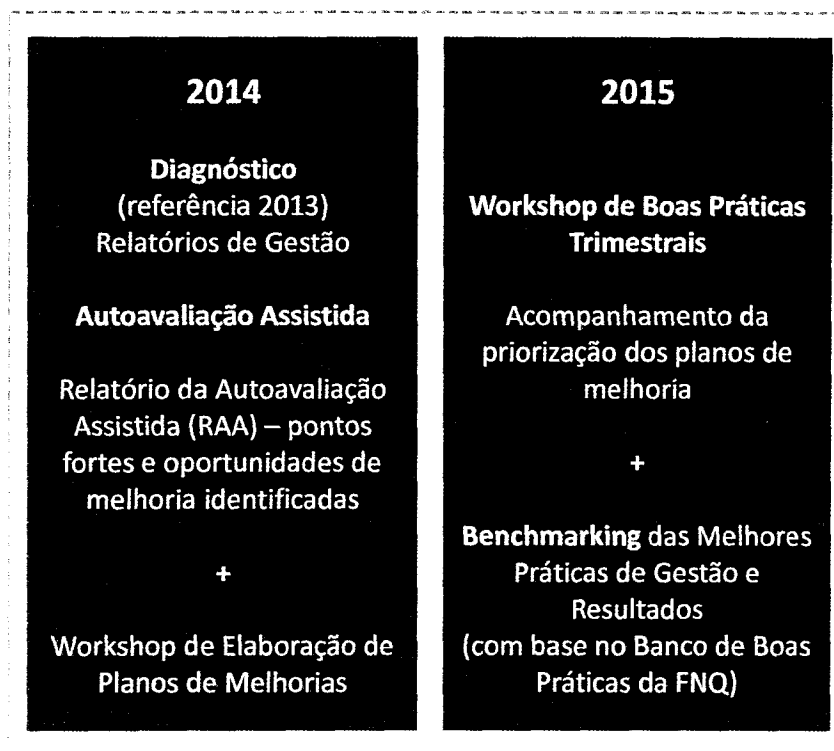 2014
Diagnóstico
(referência 2013)
Relatórios de Gestão
Autoavaliação Assistida
Relatório da Autoavaliação
Assistida (RAA) – pontos
fortes e oportunidades de
melhoria identificadas
+
Workshop de Elaboração de
Planos de Melhorias
2015
Workshop de Boas Práticas
Trimestrais
Acompanhamento da
priorização dos planos de
melhoria
+
Benchmarking das Melhores
Práticas de Gestão e
Resultados
(com base no Banco de Boas
Práticas da FNQ)